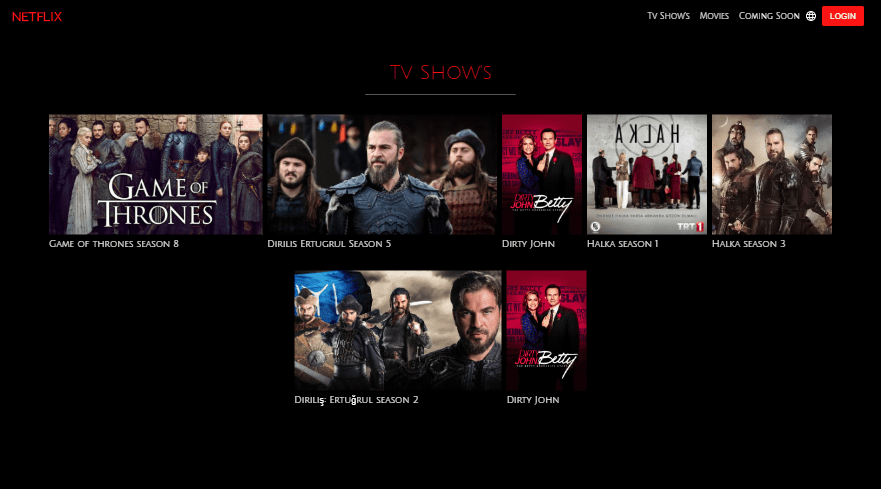 NETFLIX
Tv Show's Movies Coming Soon LOGIN
Tv Show's
GAME OF
THRONES
DIRTY
JOHN Betty
HALKA
TRT 1
Game of thrones season 8
Dirilis Ertugrul Season 5
Dirty John
Halka season 1
Halka season 3
DIRTY
JOHN Betty
Diriliş: Ertuğrul season 2
Dirty John